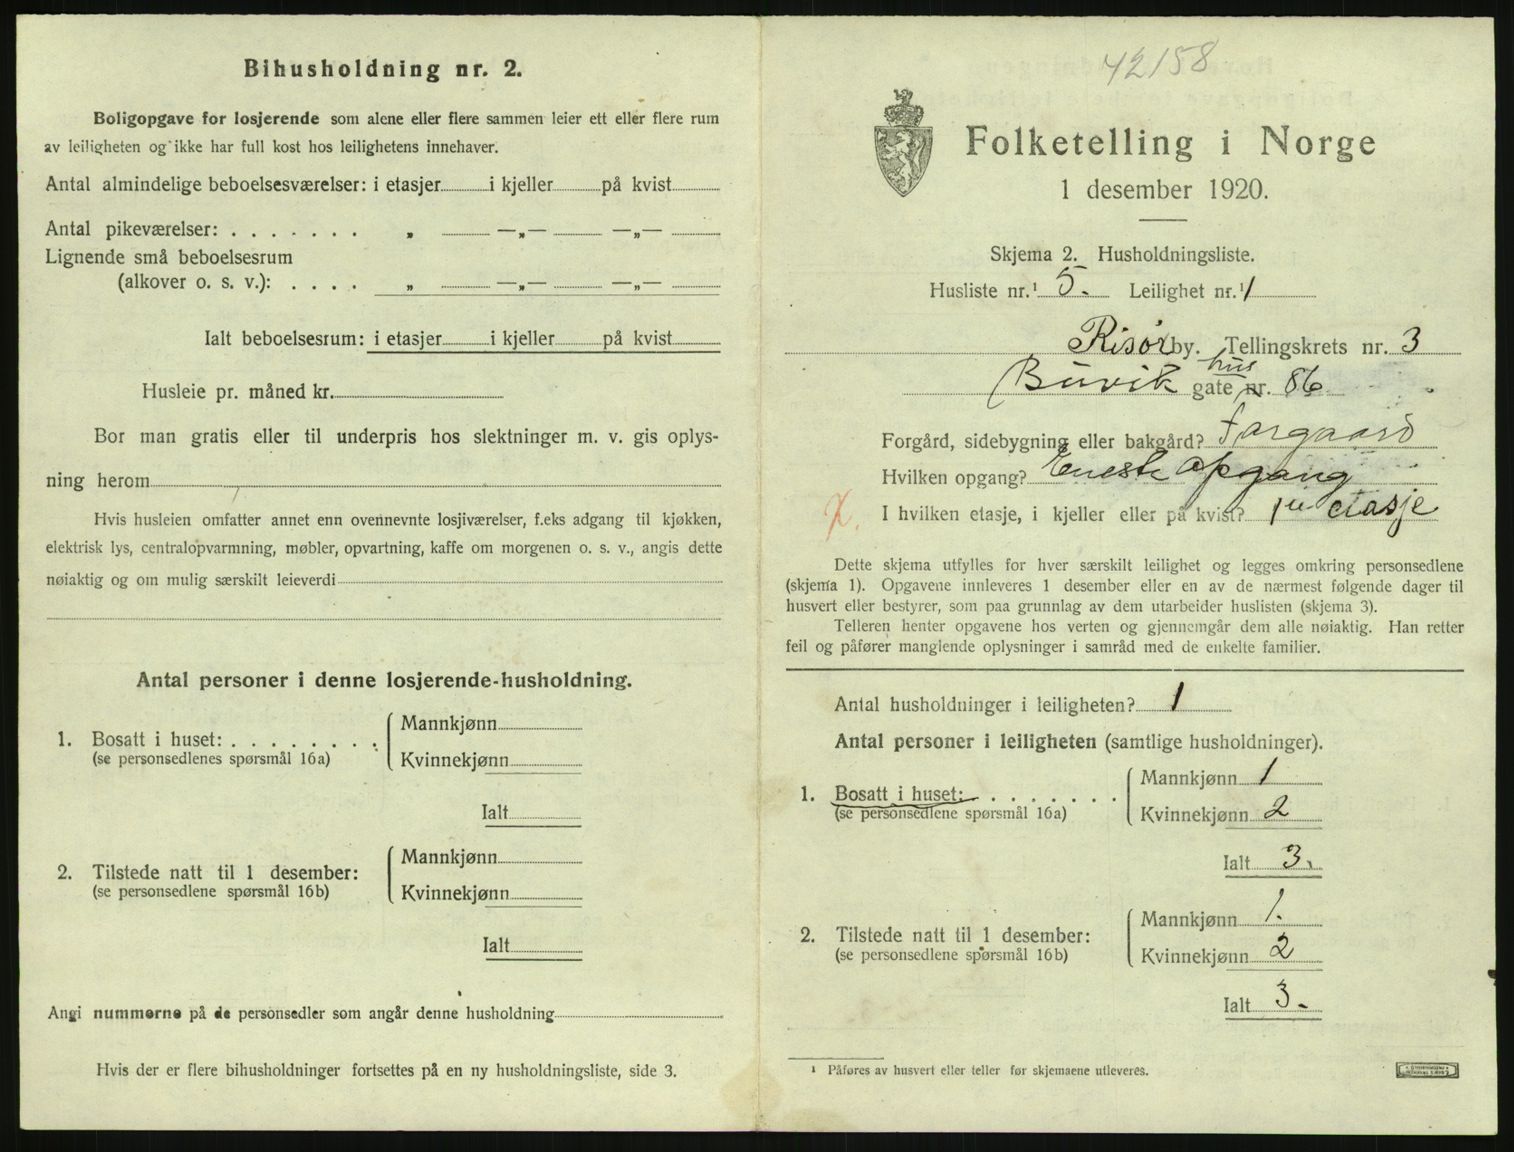 Bihusholdning nr. 2.
Boligopgave for losjerende som alene eller flere sammen leier ett eller flere rum
av leiligheten og ikke har full kost hos leilighetens innehaver.
Antal almindelige beboelsesværelser: i etasjer i kjeller på kvist
Antal pikeværelser: . . . . . . . „ —„— —„—
Lignende små beboelsesrum
(alkover o. s. v.): . . . . „ —„— —„—
Ialt beboelsesrum: i etasjer i kjeller på kvist
Husleie pr. måned kr.
Bor man gratis eller til underpris hos slektninger m. v. gis oplys-
ning herom
Hvis husleien omfatter annet enn ovennevnte losjiværelser, f.eks adgang til kjøkken,
elektrisk lys, centralopvarmning, møbler, opvartning, kaffe om morgenen o. s. v., angis dette
nøiaktig og om mulig særskilt leieverdi
Antal personer i denne losjerende-husholdning.
1. Bosatt i huset: . . . . . . . .
(se personsedlenes spørsmål 16a)
Mannkjønn
Kvinnekjønn
Ialt
2. Tilstede natt til 1 desember:
(se personsedlene spørsmål 16b)
Mannkjønn
Kvinnekjønn
Ialt
Angi nummerne på de personsedler som angår denne husholdning
Hvis der er flere bihusholdninger fortsettes på en ny husholdningsliste, side 3.
42158
Folketelling i Norge
1 desember 1920.
Skjema 2. Husholdningsliste.
Husliste nr.¹ 5. Leilighet nr.¹ 1
Risør by. Tellingskrets nr. 3
hus
Buvik gate nr. 86
Forgård, sidebygning eller bakgård? Forgaard
Hvilken opgang? Eneste opgang
I hvilken etasje, i kjeller eller på kvist? 1ste etasje
Dette skjema utfylles for hver særskilt leilighet og legges omkring personsedlene
(skjema 1). Opgavene innleveres 1 desember eller en av de nærmest følgende dager til
husvert eller bestyrer, som paa grunnlag av dem utarbeider huslisten (skjema 3).
Telleren henter opgavene hos verten og gjennemgår dem alle nøiaktig. Han retter
feil og påfører manglende oplysninger i samråd med de enkelte familier.
Antal husholdninger i leiligheten? 1
Antal personer i leiligheten (samtlige husholdninger).
1. Bosatt i huset: . . . . . . .
(se personsedlene spørsmål 16a)
Mannkjønn 1
Kvinnekjønn 2
Ialt 3.
2. Tilstede natt til 1 desember:
(se personsedlene spørsmål 16b)
Mannkjønn 1.
Kvinnekjønn 2
Ialt 3.
¹ Påføres av husvert eller teller før skjemaene utleveres.